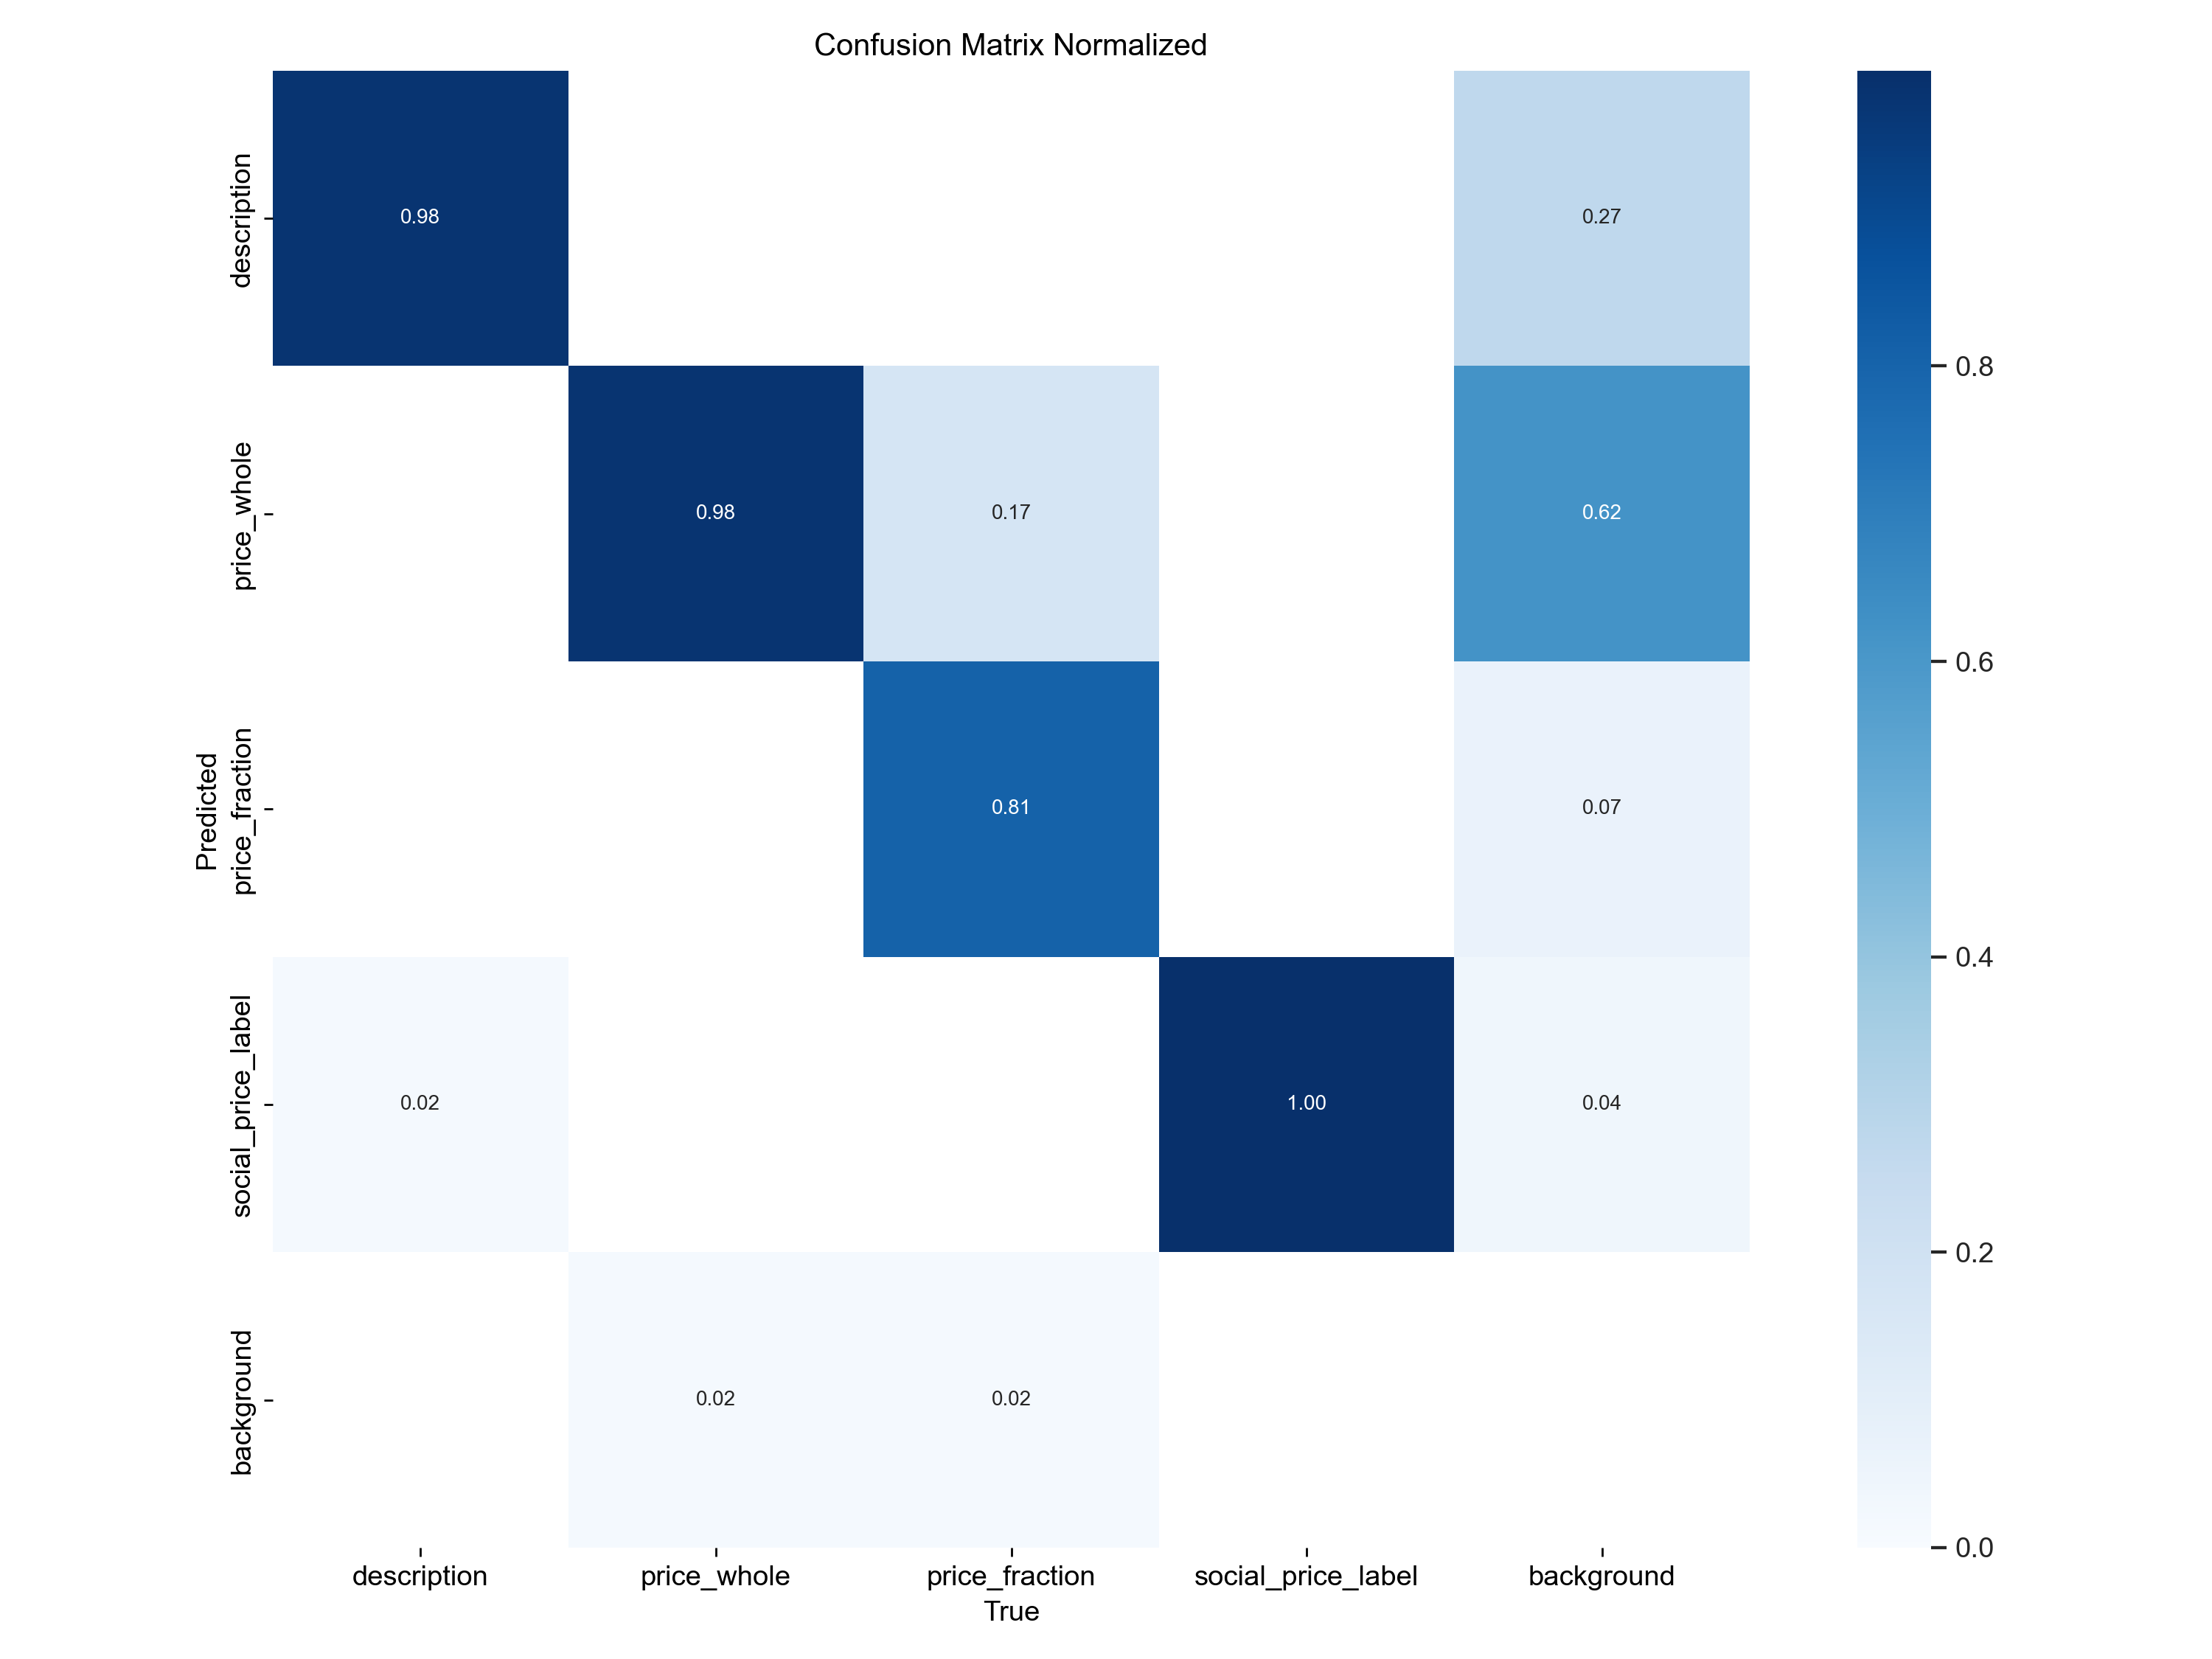 Confusion Matrix Normalized
description
0.98
0.27
price_whole
0.98
0.17
0.62
0.8
Predicted
price_fraction
0.81
0.07
0.6
social_price_label
0.02
1.00
0.04
0.4
background
0.02
0.02
0.2
0.0
description
price_whole
price_fraction
social_price_label
background
True